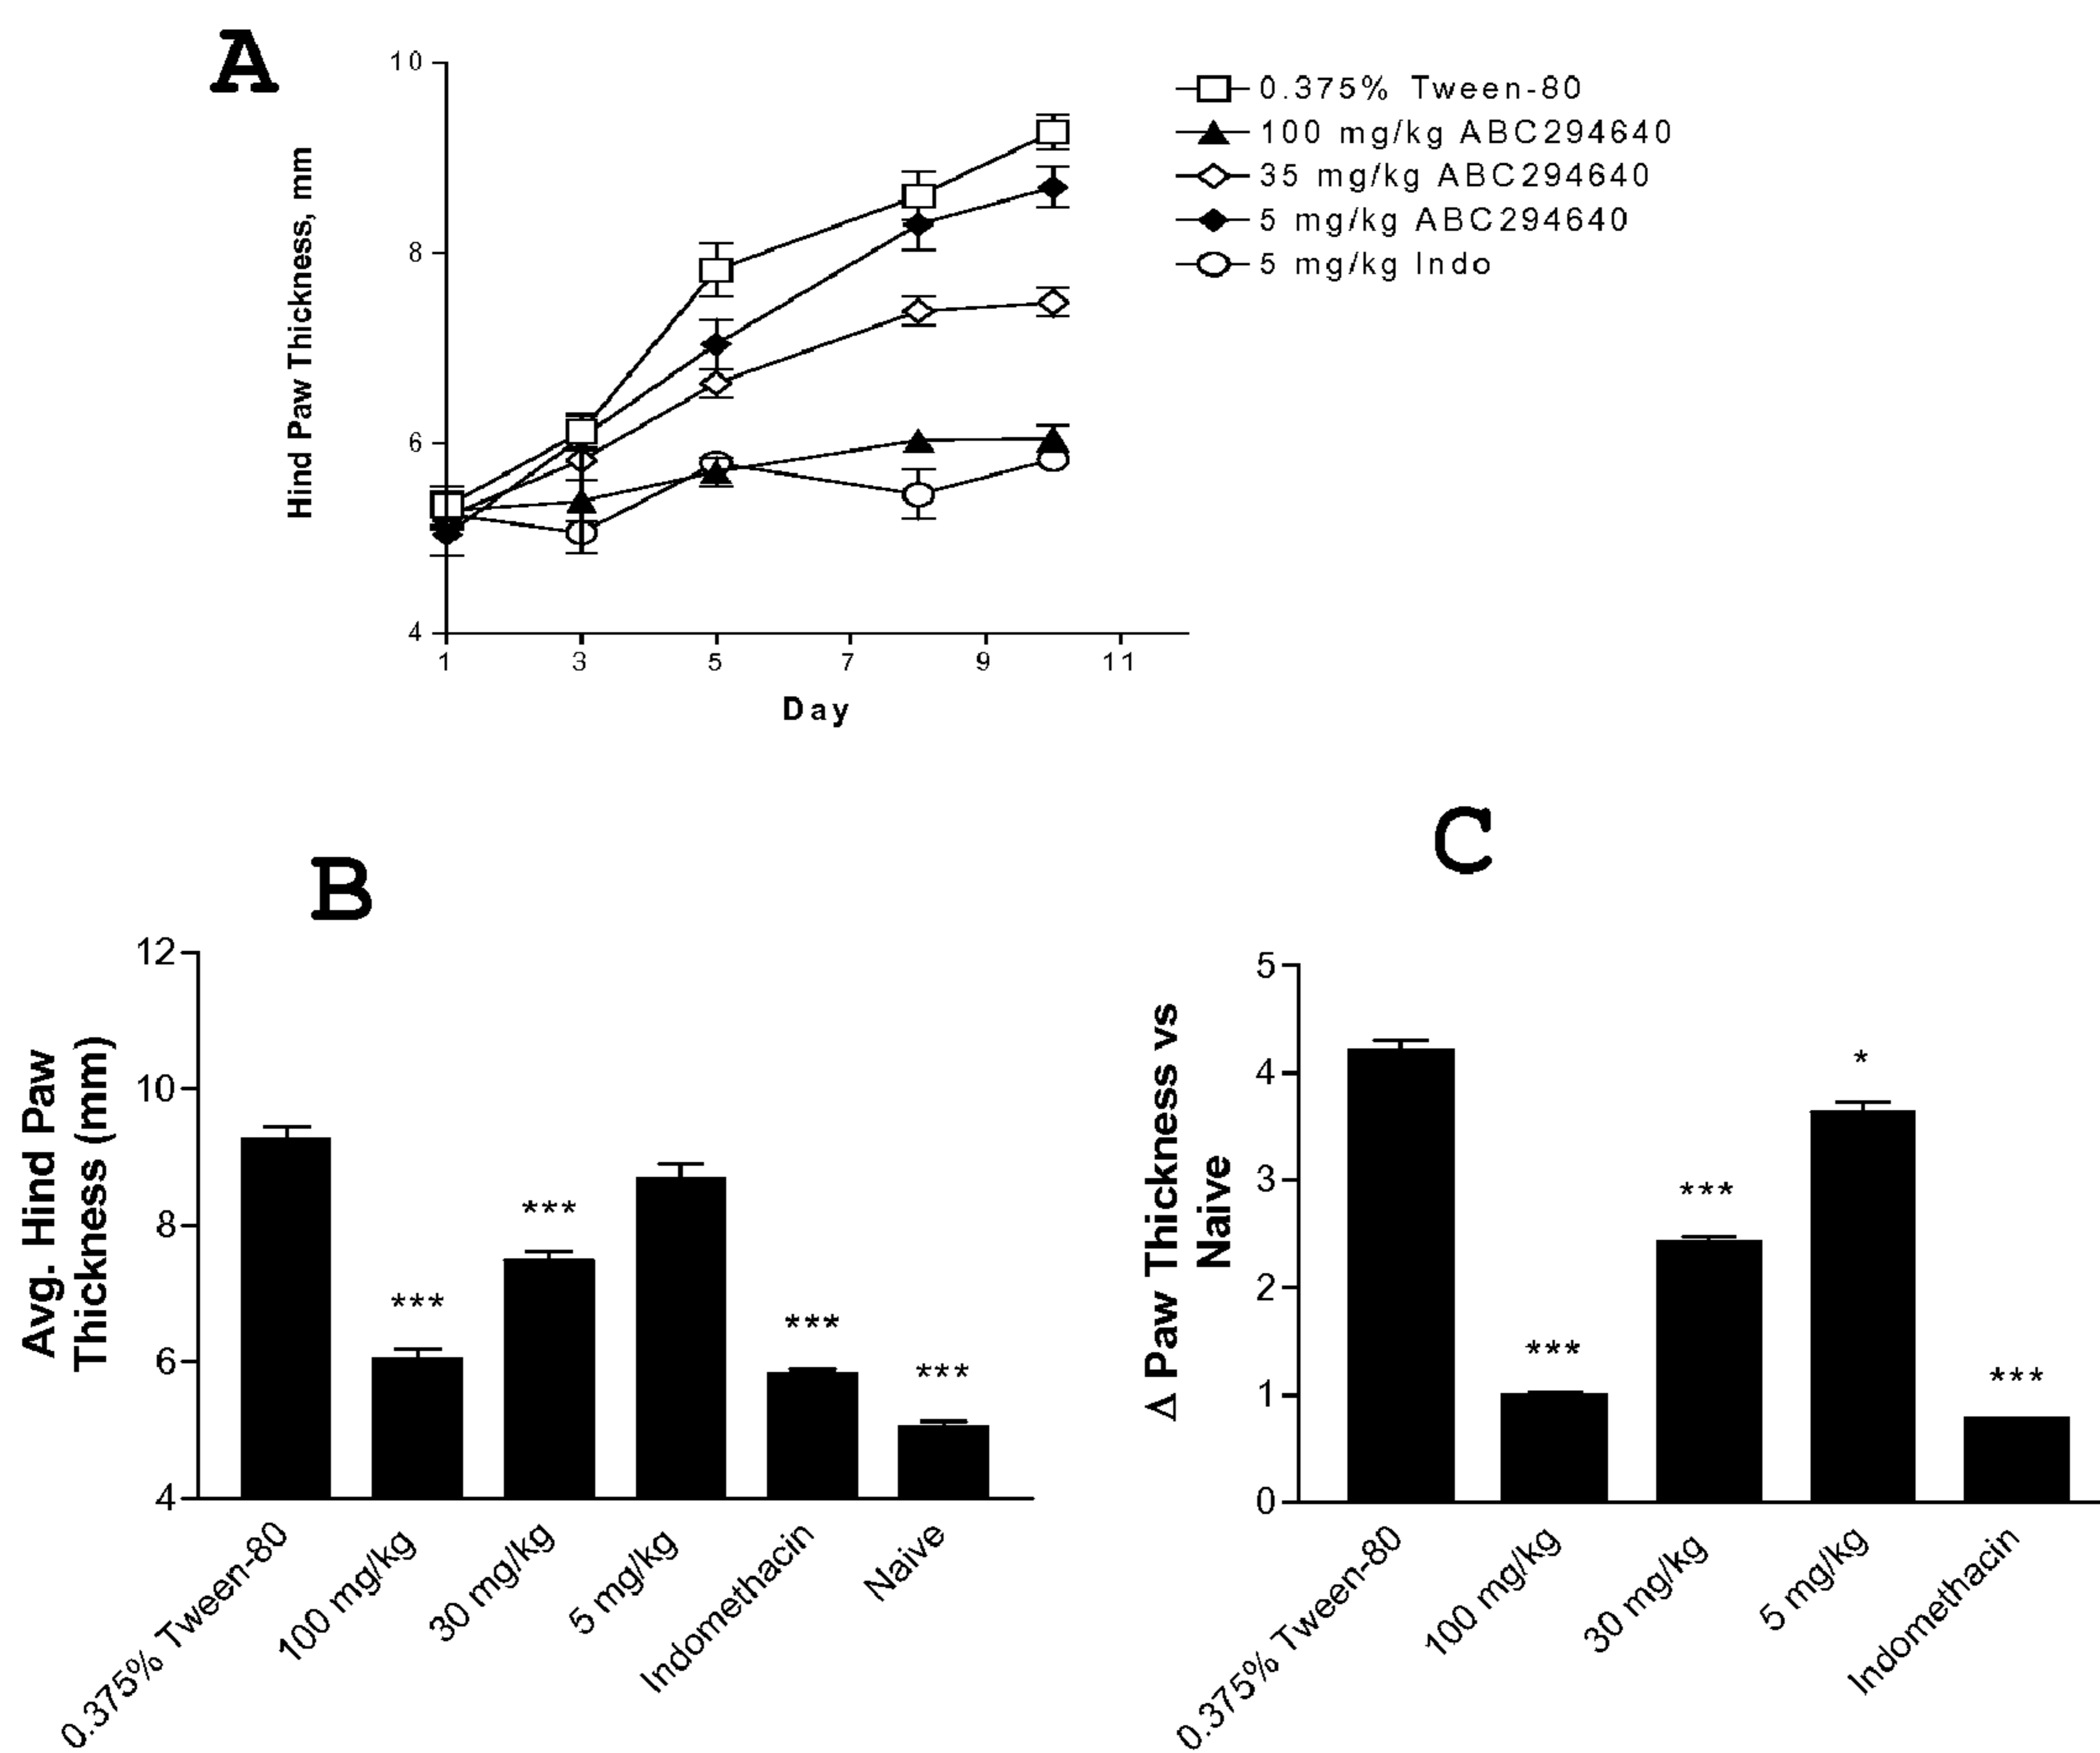 A
10
8
6
4
Hind Paw Thickness, mm
1 3 5 7 9 11
Day
0.375% Tween-80
100 mg/kg ABC294640
35 mg/kg ABC294640
5 mg/kg ABC294640
5 mg/kg Indo
B
12
10
8
6
4
Avg. Hind Paw
Thickness (mm)
***
***
***
***
0.375% Tween-80
100 mg/kg
30 mg/kg
5 mg/kg
Indomethacin
Naive
C
5
4
3
2
1
0
Δ Paw Thickness vs
Naive
***
***
*
***
0.375% Tween-80
100 mg/kg
30 mg/kg
5 mg/kg
Indomethacin